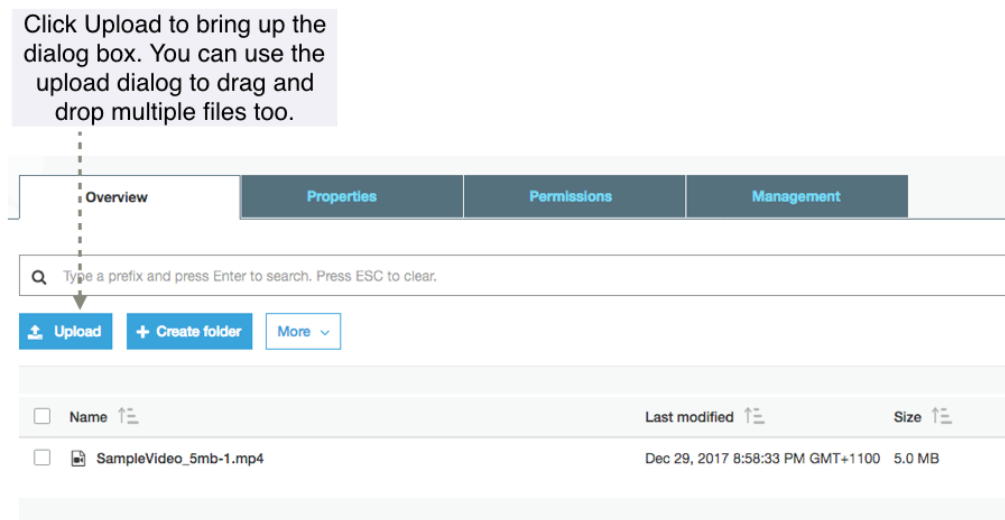 Click Upload to bring up the
dialog box. You can use the
upload dialog to drag and
drop multiple files too.
Overview Properties Permissions Management
Type a prefix and press Enter to search. Press ESC to clear.
Upload + Create folder More
Name Last modified Size
SampleVideo_5mb-1.mp4 Dec 29, 2017 8:58:33 PM GMT+1100 5.0 MB